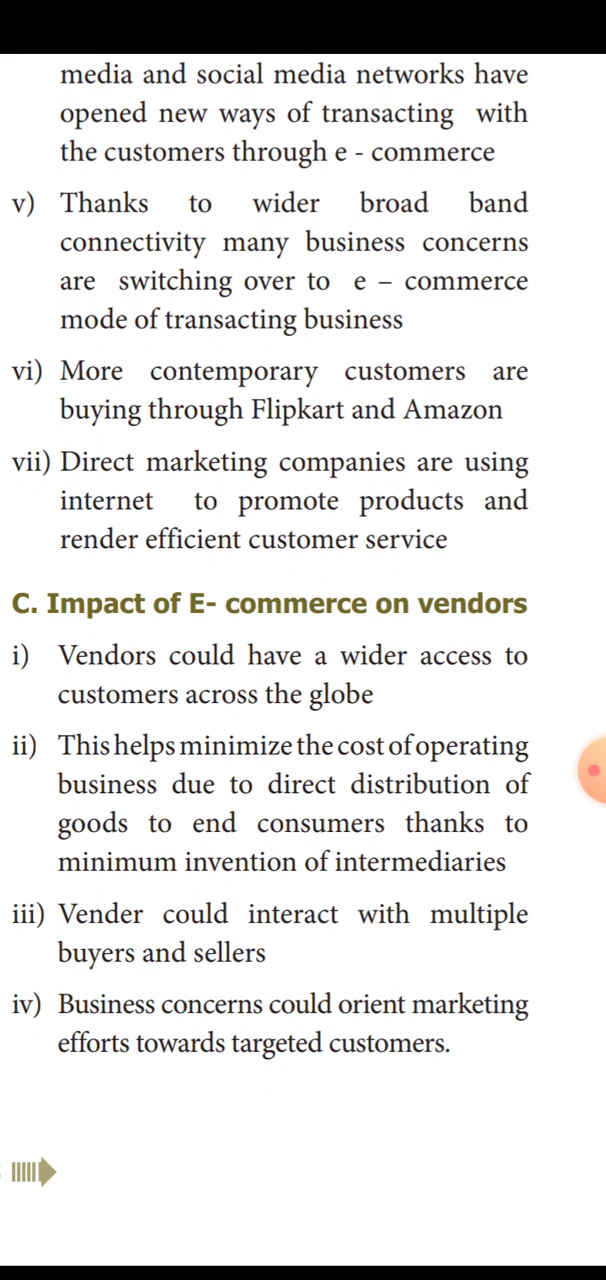 media and social media networks have
opened new ways of transacting with
the customers through e - commerce
v) Thanks to wider broad band
connectivity many business concerns
are switching over to e – commerce
mode of transacting business
vi) More contemporary customers are
buying through Flipkart and Amazon
vii) Direct marketing companies are using
internet to promote products and
render efficient customer service
C. Impact of E- commerce on vendors
i) Vendors could have a wider access to
customers across the globe
ii) This helps minimize the cost of operating
business due to direct distribution of
goods to end consumers thanks to
minimum invention of intermediaries
iii) Vender could interact with multiple
buyers and sellers
iv) Business concerns could orient marketing
efforts towards targeted customers.